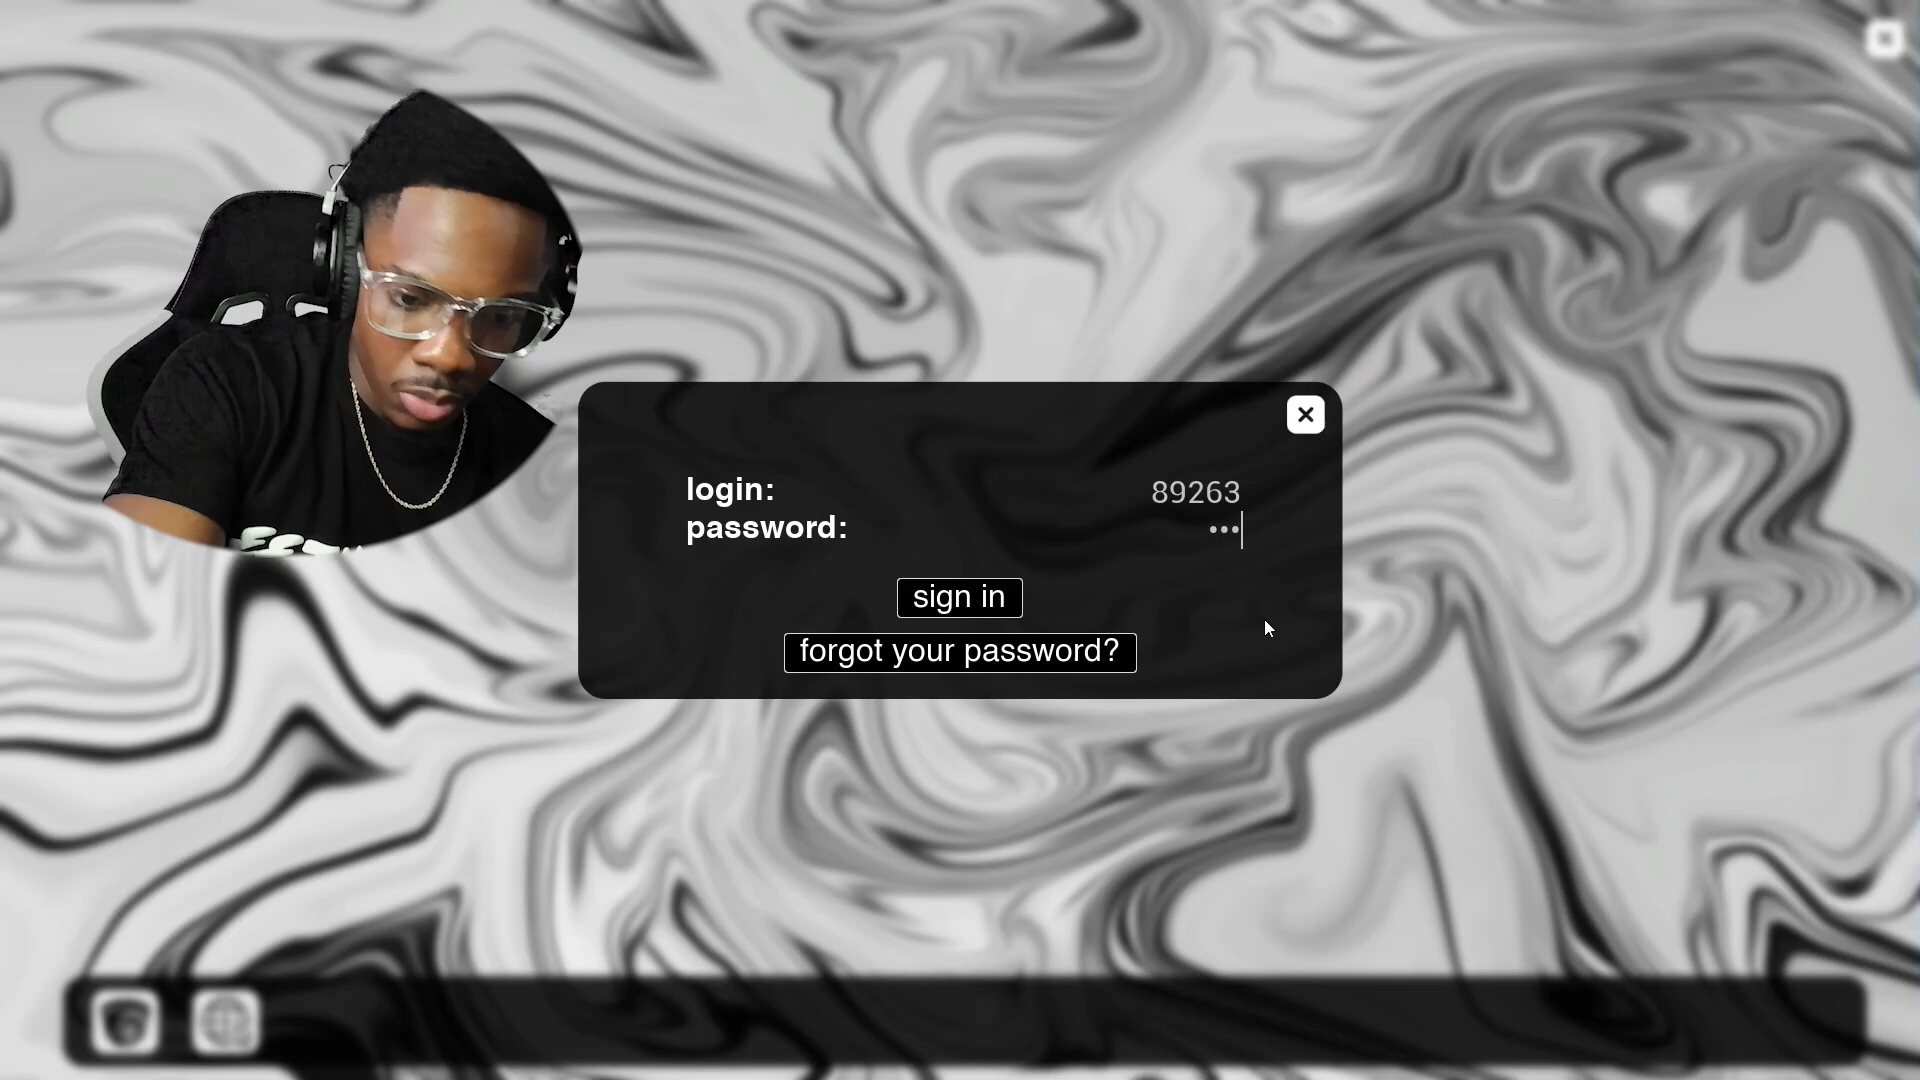 login: 89263
password: •••
sign in
forgot your password?